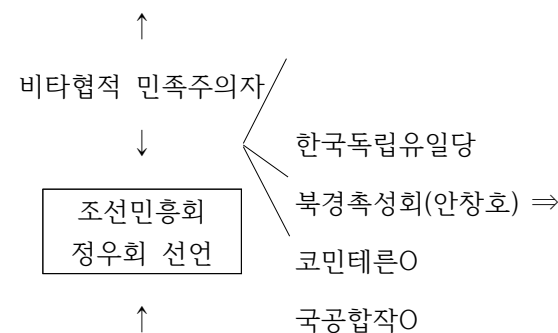 ↑
비타협적 민족주의자
↓
조선민흥회
정우회 선언
↑
한국독립유일당
북경촉성회(안창호) ⇒
코민테른O
국공합작O